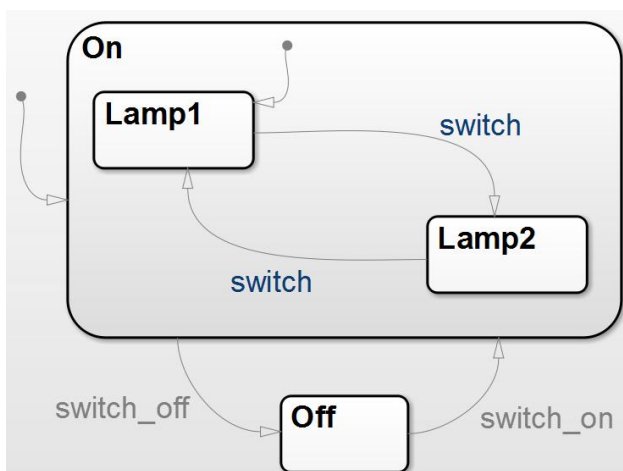 On
Lamp1
switch
Lamp2
switch
switch_off
Off
switch_on